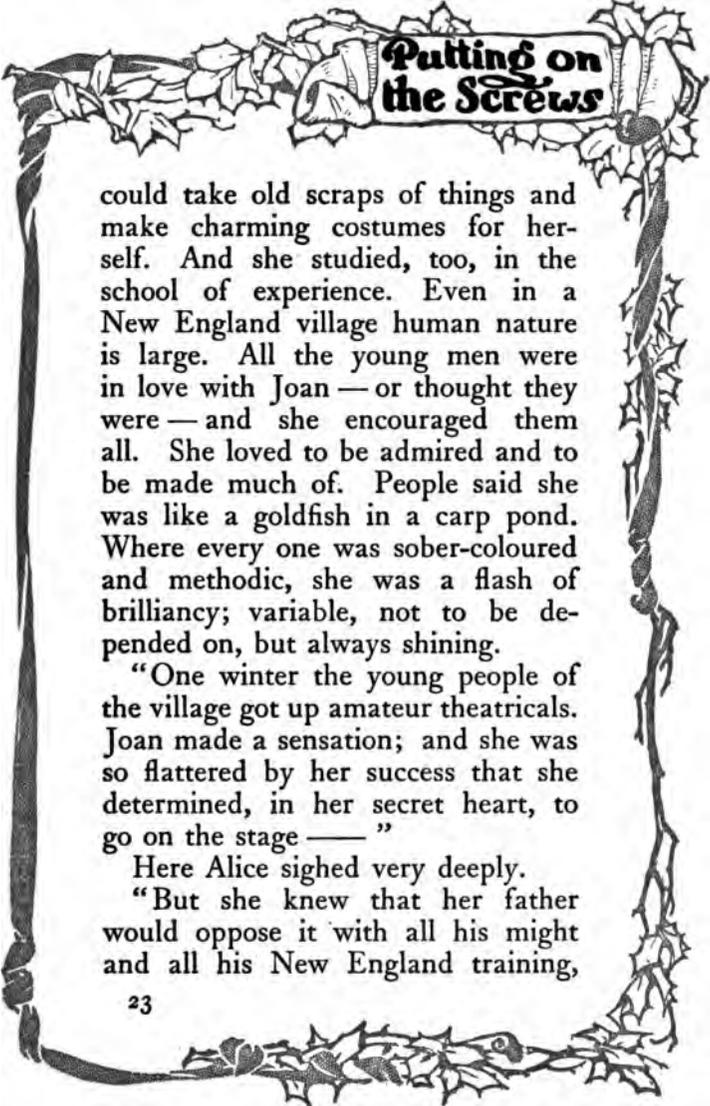 Putting on
the Screws
could take old scraps of things and
make charming costumes for her-
self. And she studied, too, in the
school of experience. Even in a
New England village human nature
is large. All the young men were
in love with Joan — or thought they
were — and she encouraged them
all. She loved to be admired and to
be made much of. People said she
was like a goldfish in a carp pond.
Where every one was sober-coloured
and methodic, she was a flash of
brilliancy; variable, not to be de-
pended on, but always shining.
"One winter the young people of
the village got up amateur theatricals.
Joan made a sensation; and she was
so flattered by her success that she
determined, in her secret heart, to
go on the stage —— "
Here Alice sighed very deeply.
"But she knew that her father
would oppose it with all his might
and all his New England training,
23